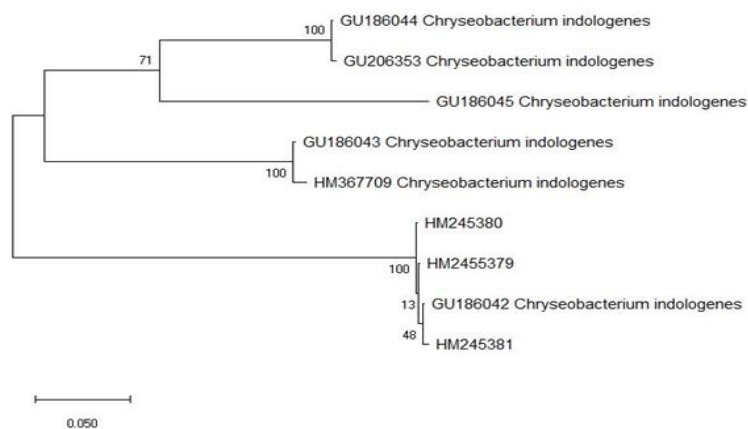 GU186044 Chryseobacterium indologenes
100
GU206353 Chryseobacterium indologenes
71
GU186045 Chryseobacterium indologenes
GU186043 Chryseobacterium indologenes
100
HM367709 Chryseobacterium indologenes
HM245380
100
HM2455379
13
GU186042 Chryseobacterium indologenes
48
HM245381
0.050